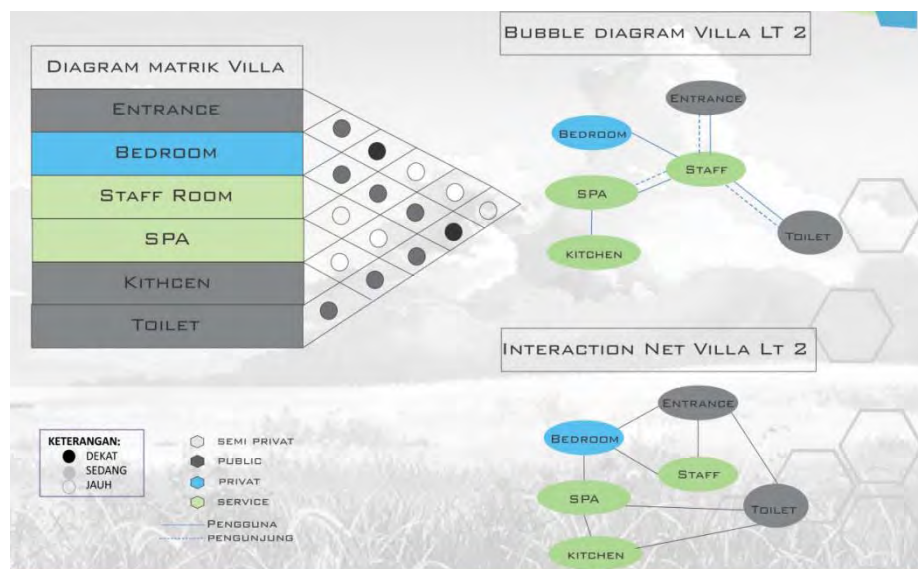 DIAGRAM MATRIK VILLA
ENTRANCE
BEDROOM
STAFF ROOM
SPA
KITHCEN
TOILET
BUBBLE DIAGRAM VILLA LT 2
ENTRANCE
BEDROOM
STAFF
SPA
TOILET
KITCHEN
INTERACTION NET VILLA LT 2
ENTRANCE
BEDROOM
STAFF
SPA
TOILET
KITCHEN
KETERANGAN:
DEKAT
SEDANG
JAUH
SEMI PRIVAT
PUBLIC
PRIVAT
SERVICE
PENGGUNA
PENGUNJUNG